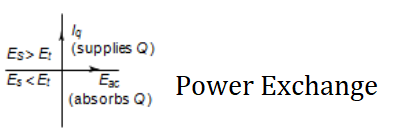 Iq
(supplies Q)
Es > Et
Es < Et
Eac
(absorbs Q)
Power Exchange